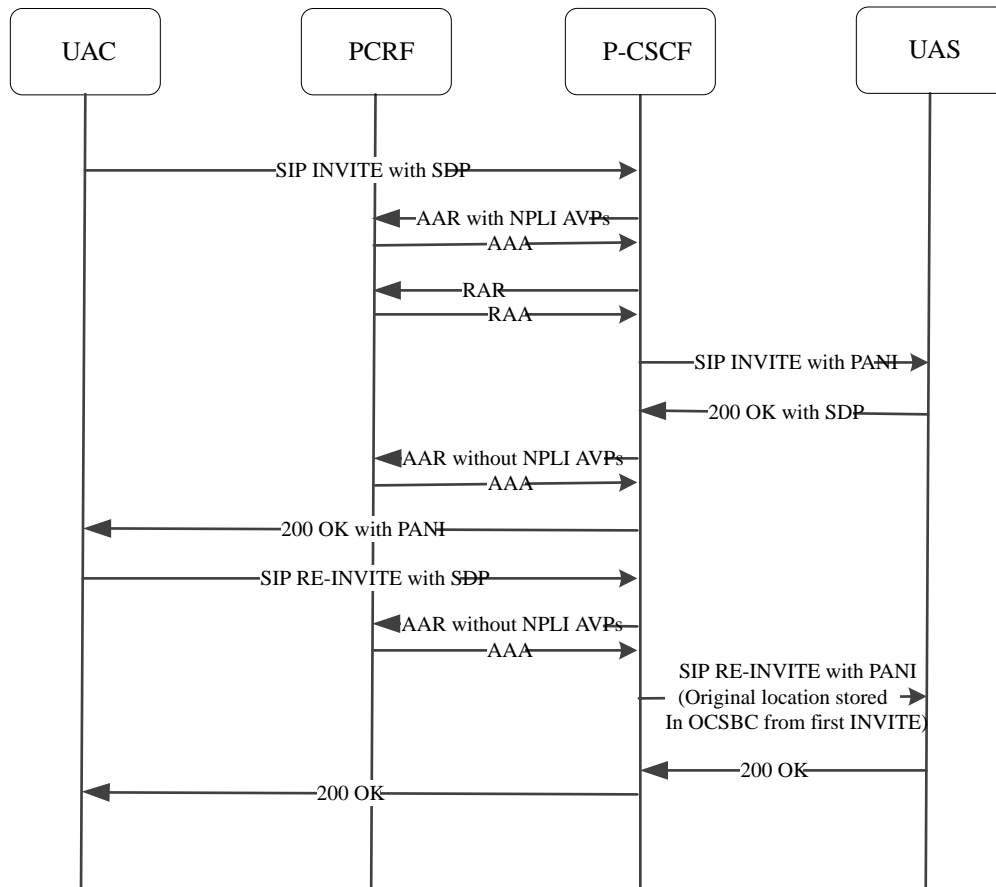 UAC
PCRF
P-CSCF
UAS
SIP INVITE with SDP
AAR with NPLI AVPs
AAA
RAR
RAA
SIP INVITE with PANI
200 OK with SDP
AAR without NPLI AVPs
AAA
200 OK with PANI
SIP RE-INVITE with SDP
AAR without NPLI AVPs
AAA
SIP RE-INVITE with PANI
(Original location stored
In OCSBC from first INVITE)
200 OK
200 OK